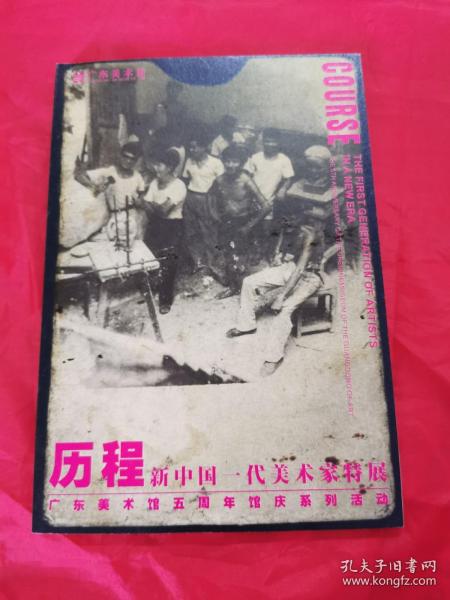 广东美术馆
COURSE
THE FIRST GENERATION OF ARTISTS
IN A NEW ERA
历程 新中国一代美术家特展
广东美术馆五周年馆庆系列活动
孔夫子旧书网
www.kongfz.com